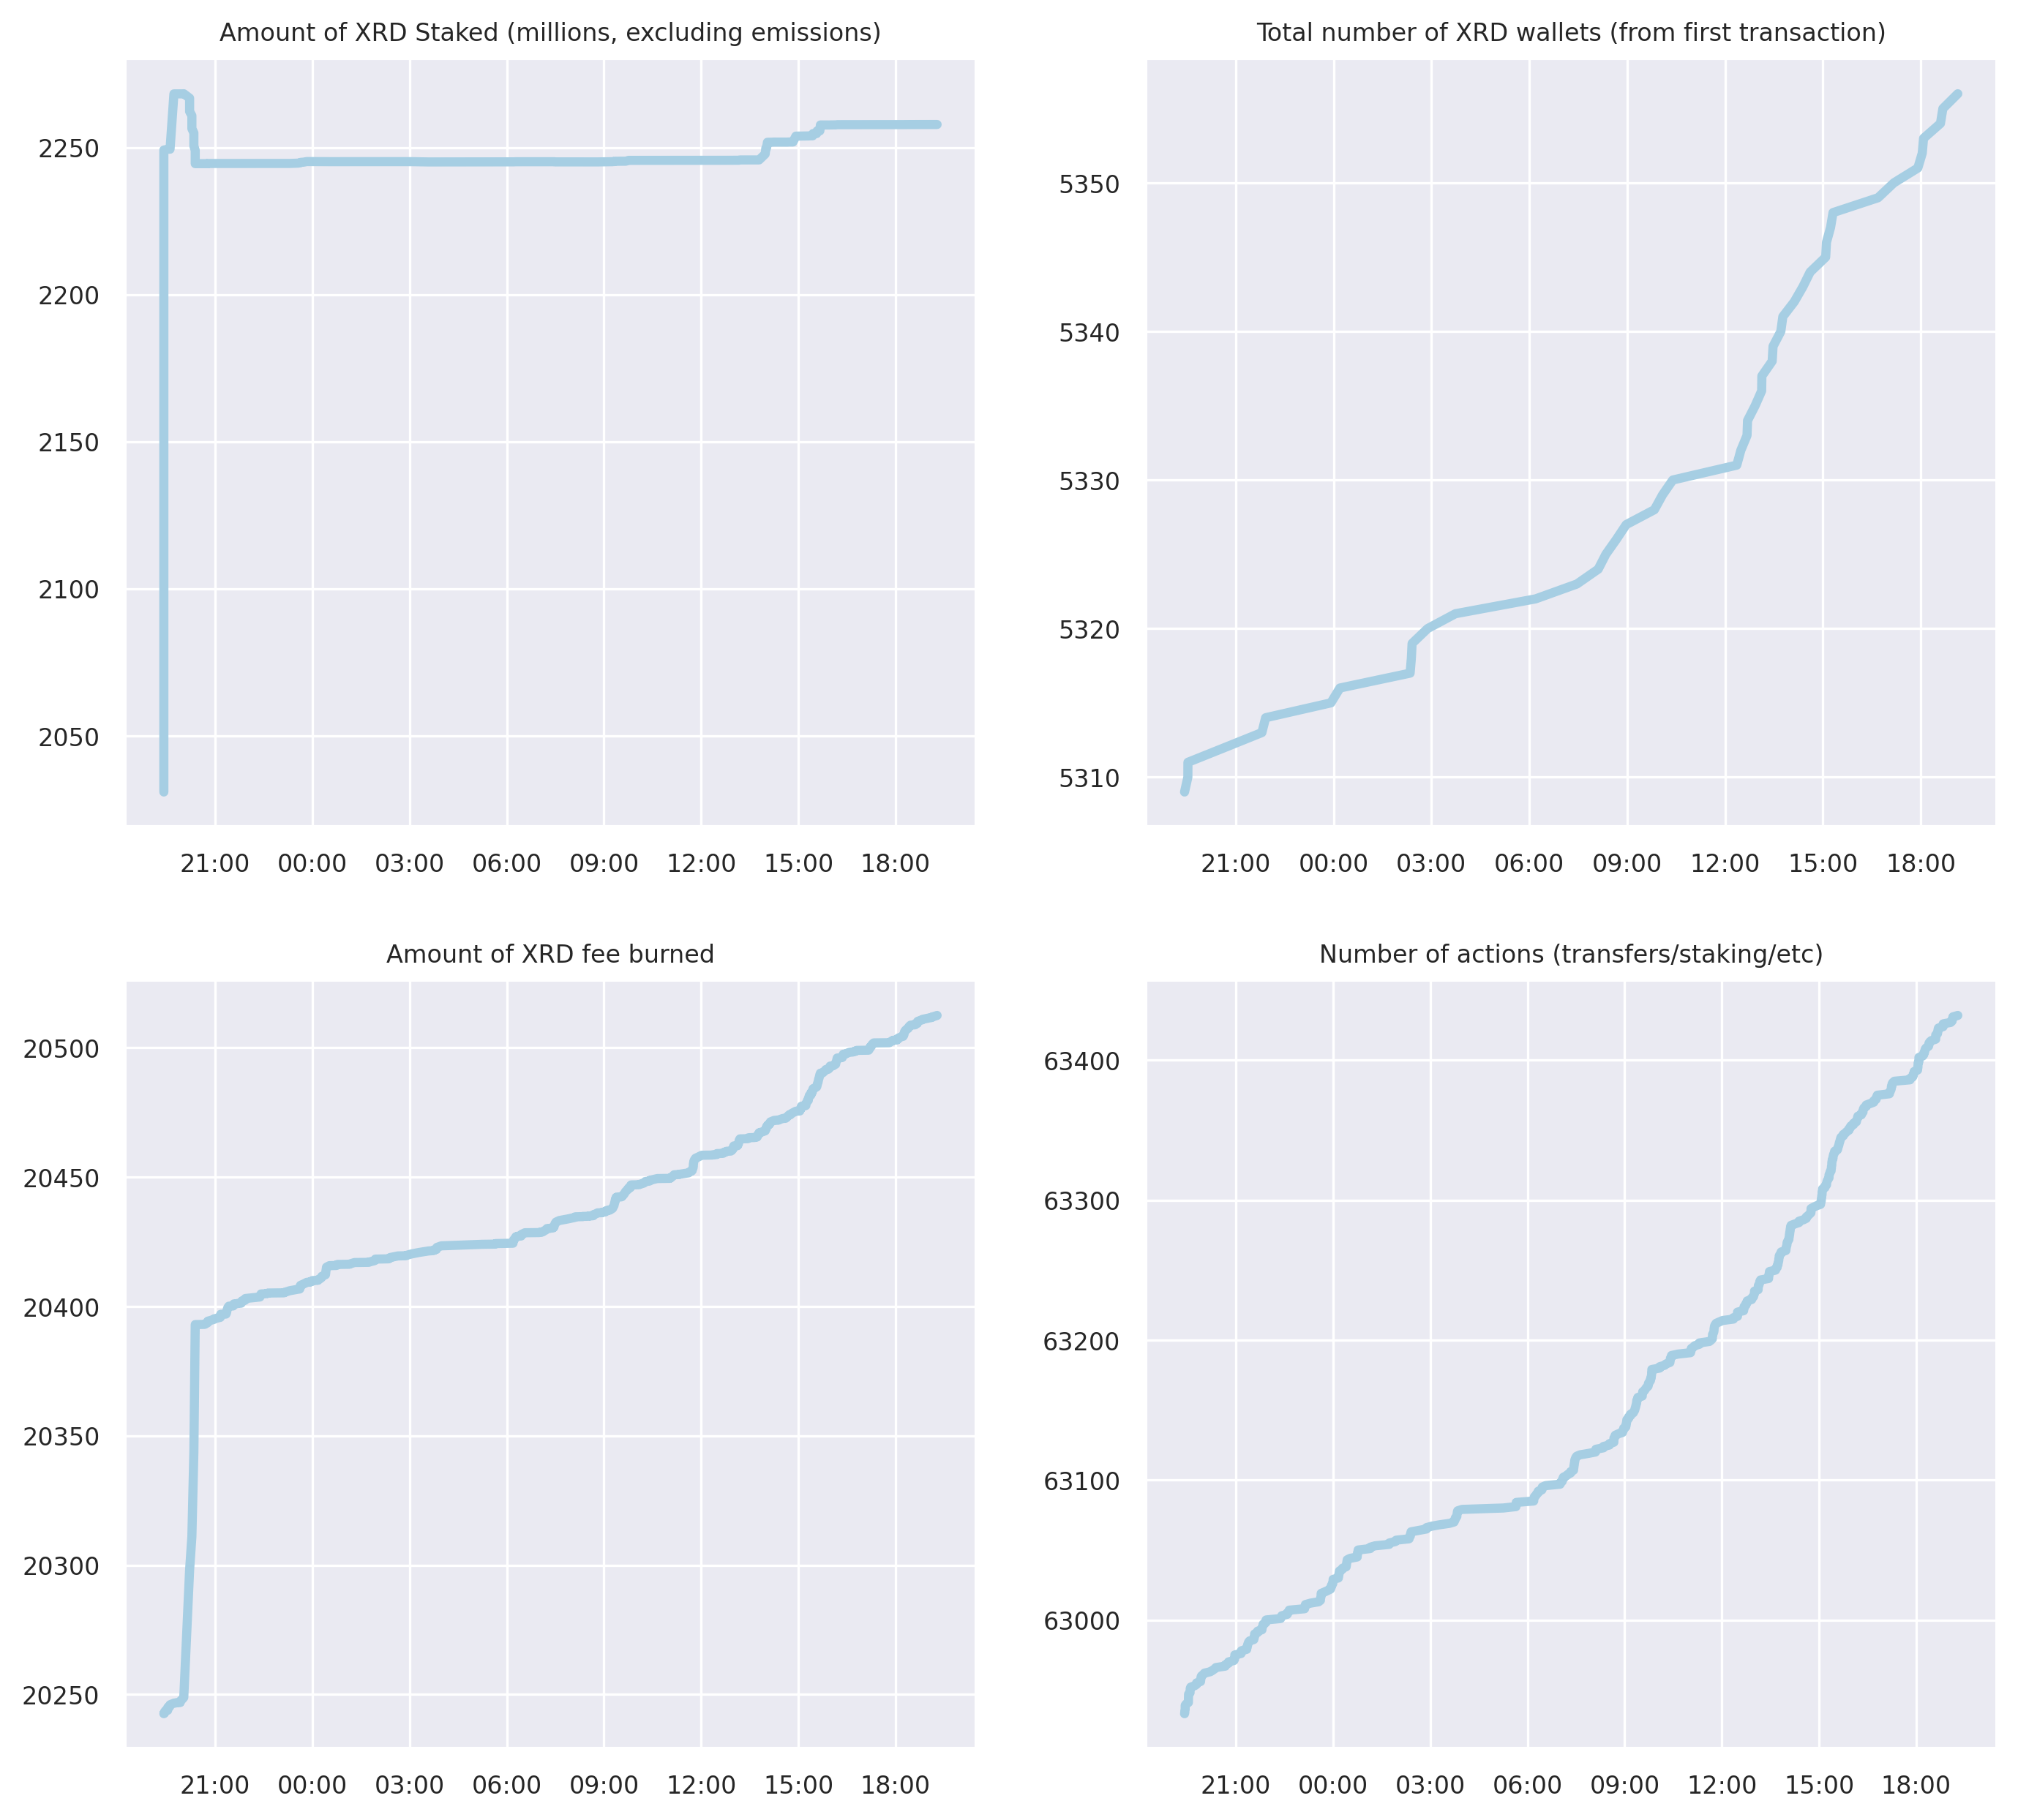 Amount of XRD Staked (millions, excluding emissions)
2250
2200
2150
2100
2050
21:00 00:00 03:00 06:00 09:00 12:00 15:00 18:00
Total number of XRD wallets (from first transaction)
5350
5340
5330
5320
5310
21:00 00:00 03:00 06:00 09:00 12:00 15:00 18:00
Amount of XRD fee burned
20500
20450
20400
20350
20300
20250
21:00 00:00 03:00 06:00 09:00 12:00 15:00 18:00
Number of actions (transfers/staking/etc)
63400
63300
63200
63100
63000
21:00 00:00 03:00 06:00 09:00 12:00 15:00 18:00